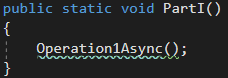 public static void PartI()
{
Operation1Async();
}